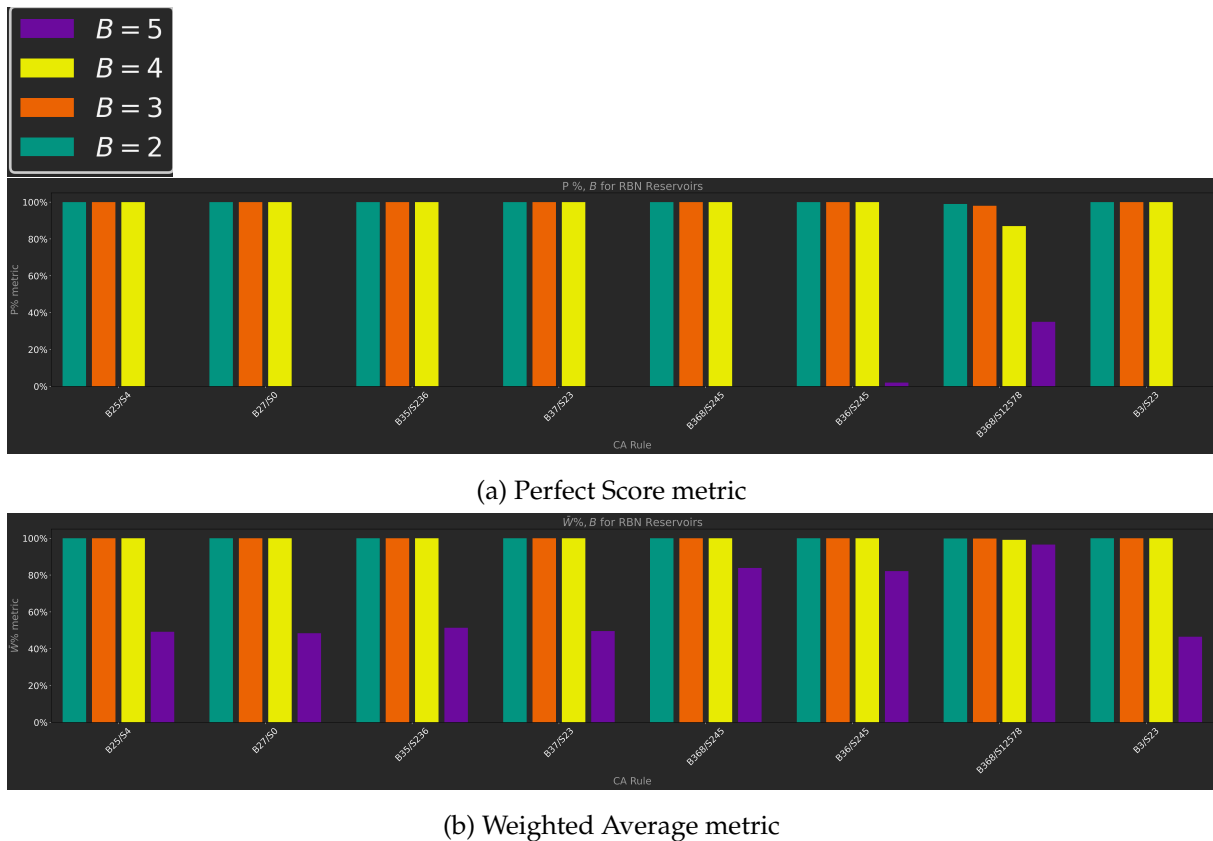 B = 5
B = 4
B = 3
B = 2
P %, B for RBN Reservoirs
100%
80%
60%
40%
20%
0%
P% metric
B25/S4
B27/S0
B35/S236
B37/S23
B368/S245
B36/S245
B368/S12578
B3/S23
CA Rule
(a) Perfect Score metric
W̄%, B for RBN Reservoirs
100%
80%
60%
40%
20%
0%
W̄% metric
B25/S4
B27/S0
B35/S236
B37/S23
B368/S245
B36/S245
B368/S12578
B3/S23
CA Rule
(b) Weighted Average metric